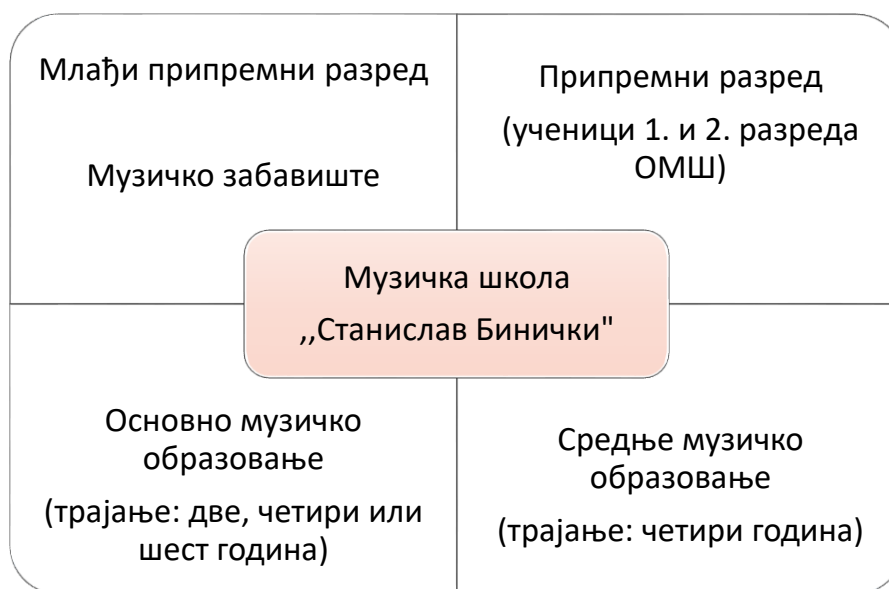 Млађи припремни разред
Музичко забавиште
Припремни разред
(ученици 1. и 2. разреда
ОМШ)
Музичка школа
,,Станислав Бинички"
Основно музичко
образовање
(трајање: две, четири или
шест година)
Средње музичко
образовање
(трајање: четири година)